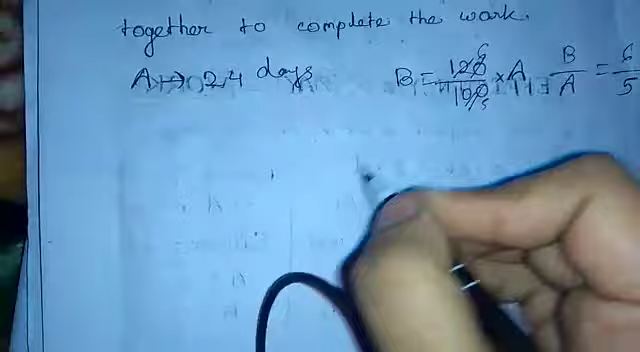 together to complete the work.
A → 24 days B = 120/100 × A B/A = 6/5